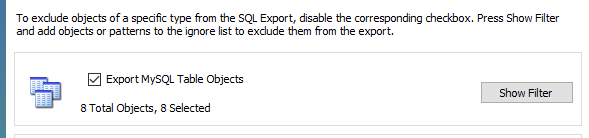 To exclude objects of a specific type from the SQL Export, disable the corresponding checkbox. Press Show Filter
and add objects or patterns to the ignore list to exclude them from the export.
Export MySQL Table Objects
Show Filter
8 Total Objects, 8 Selected